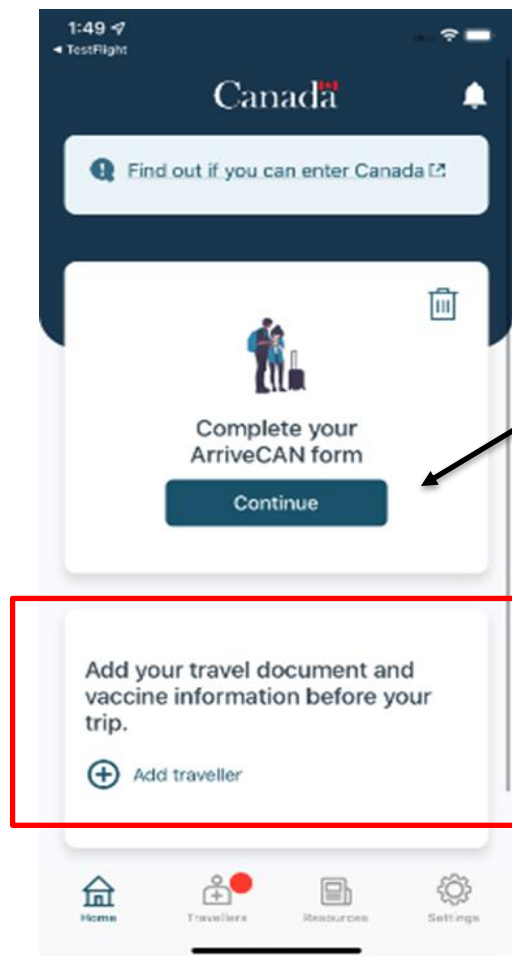 1:49
◄ TestFlight
Canada
Find out if you can enter Canada
Complete your
ArriveCAN form
Continue
Add your travel document and
vaccine information before your
trip.
Add traveller
Home
Travellers
Resources
Settings